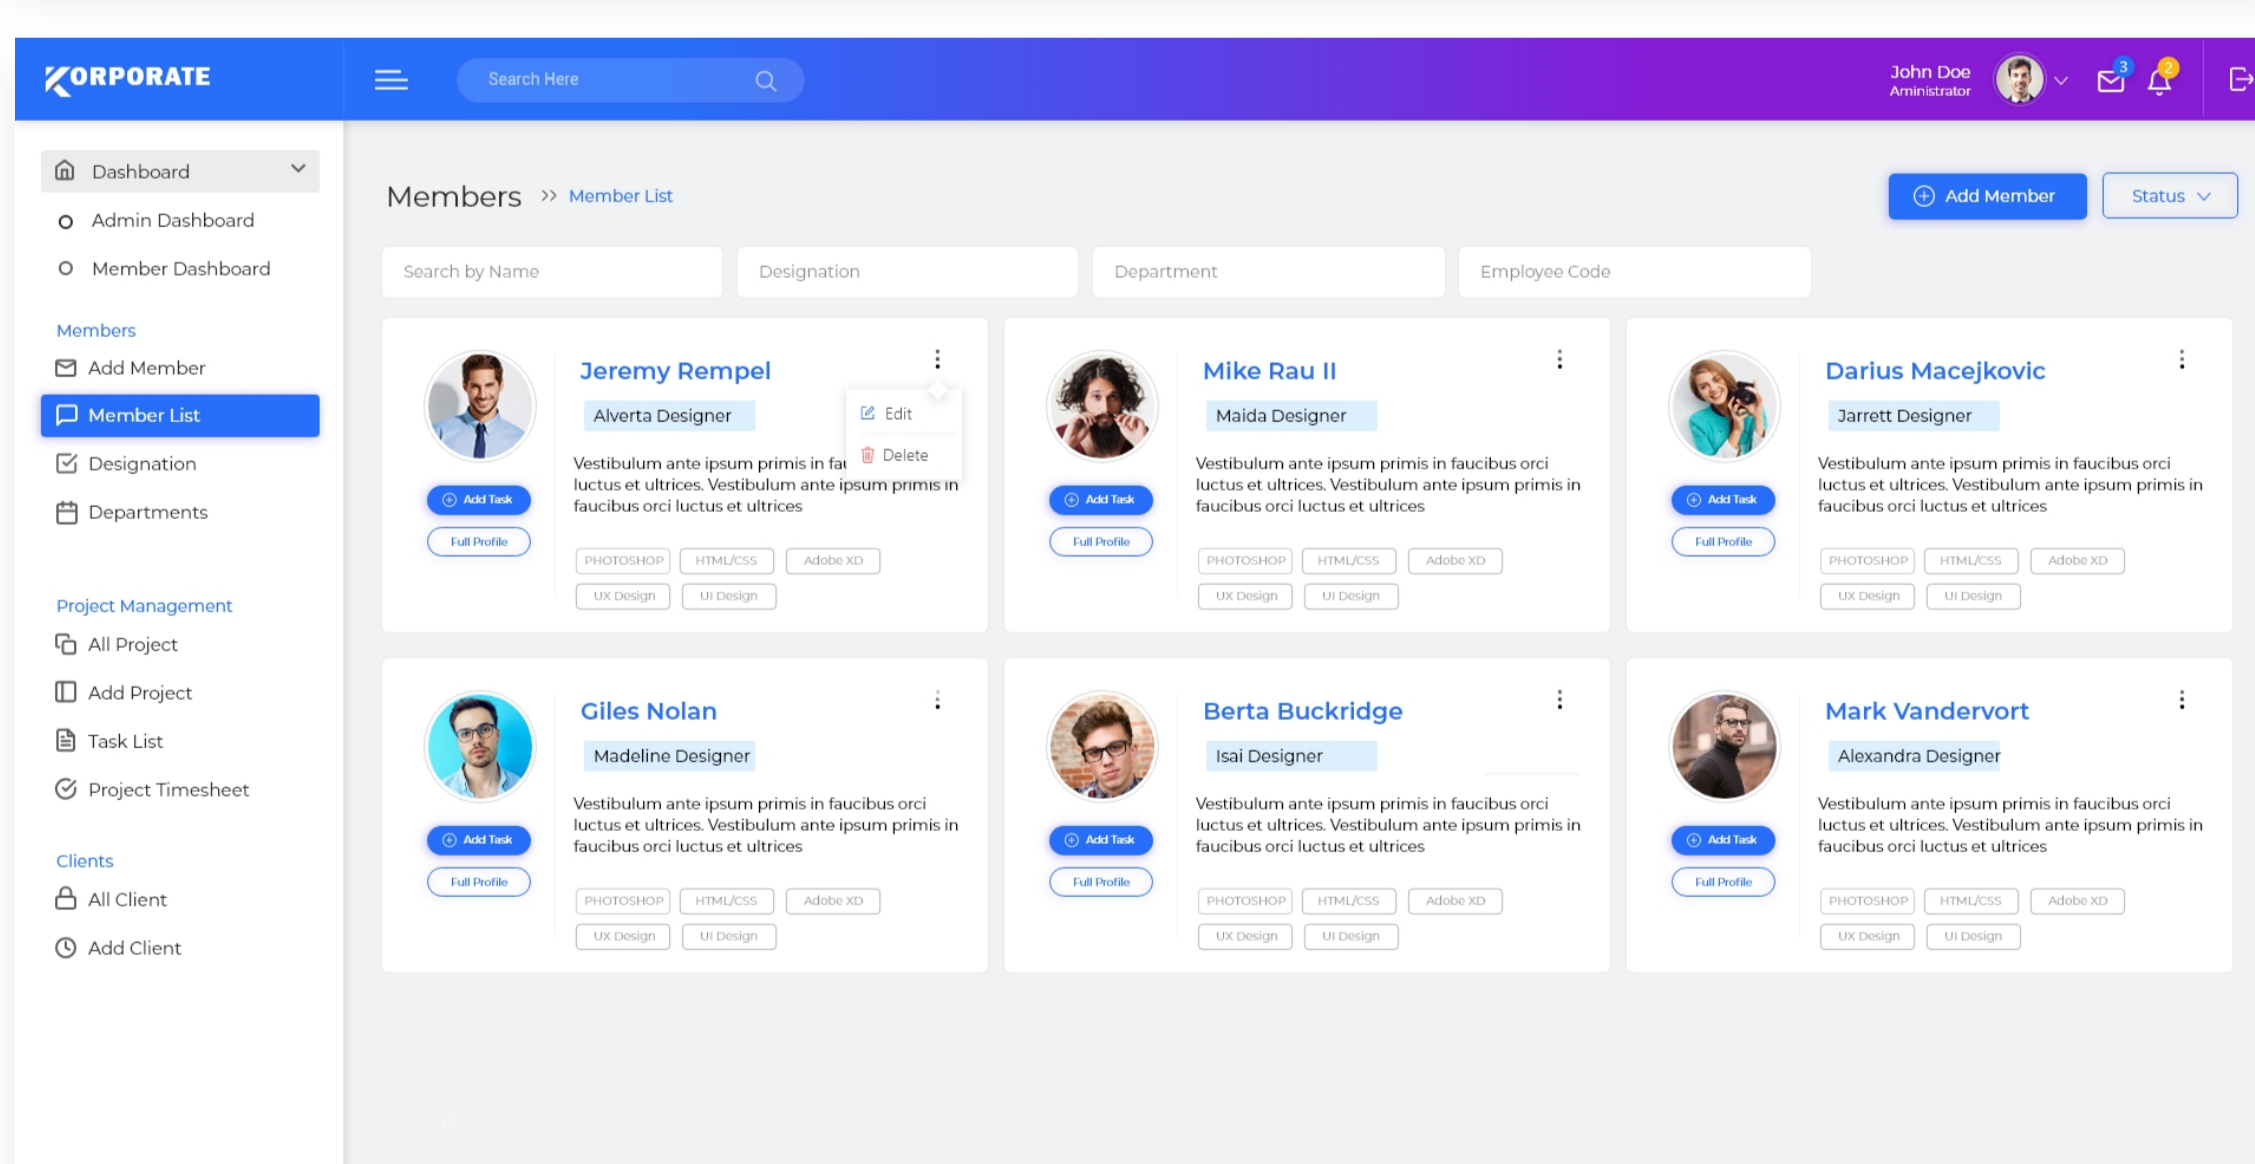 KORPORATE
Search Here
John Doe
Aministrator
3
2
Dashboard
Admin Dashboard
Member Dashboard
Members
Add Member
Member List
Designation
Departments
Project Management
All Project
Add Project
Task List
Project Timesheet
Clients
All Client
Add Client
Members >> Member List
Add Member
Status
Search by Name
Designation
Department
Employee Code
Jeremy Rempel
Alverta Designer
Edit
Delete
Vestibulum ante ipsum primis in fau
luctus et ultrices. Vestibulum ante ipsum primis in
faucibus orci luctus et ultrices
Add Task
Full Profile
PHOTOSHOP HTML/CSS Adobe XD
UX Design UI Design
Mike Rau II
Maida Designer
Vestibulum ante ipsum primis in faucibus orci
luctus et ultrices. Vestibulum ante ipsum primis in
faucibus orci luctus et ultrices
Add Task
Full Profile
PHOTOSHOP HTML/CSS Adobe XD
UX Design UI Design
Darius Macejkovic
Jarrett Designer
Vestibulum ante ipsum primis in faucibus orci
luctus et ultrices. Vestibulum ante ipsum primis in
faucibus orci luctus et ultrices
Add Task
Full Profile
PHOTOSHOP HTML/CSS Adobe XD
UX Design UI Design
Giles Nolan
Madeline Designer
Vestibulum ante ipsum primis in faucibus orci
luctus et ultrices. Vestibulum ante ipsum primis in
faucibus orci luctus et ultrices
Add Task
Full Profile
PHOTOSHOP HTML/CSS Adobe XD
UX Design UI Design
Berta Buckridge
Isai Designer
Vestibulum ante ipsum primis in faucibus orci
luctus et ultrices. Vestibulum ante ipsum primis in
faucibus orci luctus et ultrices
Add Task
Full Profile
PHOTOSHOP HTML/CSS Adobe XD
UX Design UI Design
Mark Vandervort
Alexandra Designer
Vestibulum ante ipsum primis in faucibus orci
luctus et ultrices. Vestibulum ante ipsum primis in
faucibus orci luctus et ultrices
Add Task
Full Profile
PHOTOSHOP HTML/CSS Adobe XD
UX Design UI Design